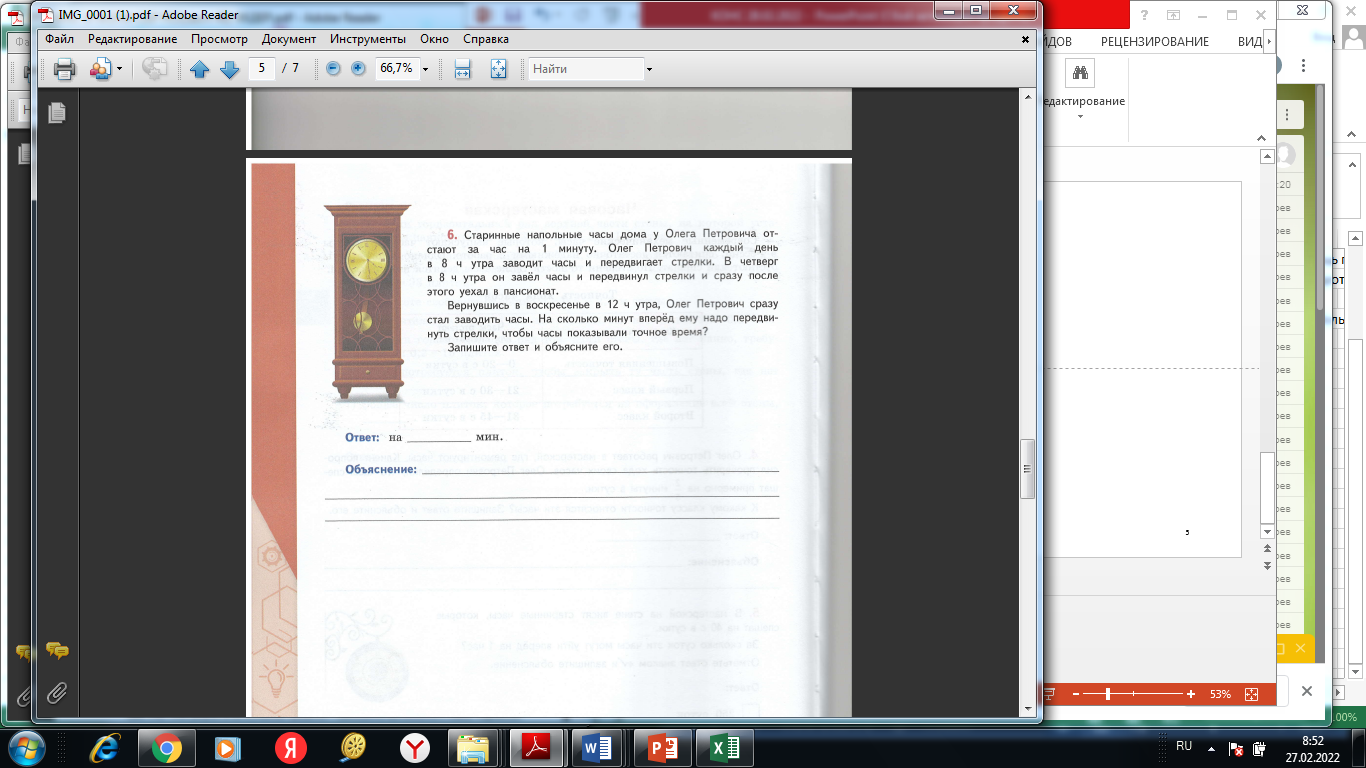 IMG_0001 (1).pdf - Adobe Reader
Файл Редактирование Просмотр Документ Инструменты Окно Справка
5 / 7 66,7% Найти
РЕЦЕНЗИРОВАНИЕ ВИД
6. Старинные напольные часы дома у Олега Петровича от-
стают за час на 1 минуту. Олег Петрович каждый день
в 8 ч утра заводит часы и передвигает стрелки. В четверг
в 8 ч утра он завёл часы и передвинул стрелки и сразу после
этого уехал в пансионат.
Вернувшись в воскресенье в 12 ч утра, Олег Петрович сразу
стал заводить часы. На сколько минут вперёд ему надо передви-
нуть стрелки, чтобы часы показывали точное время?
Запишите ответ и объясните его.
Ответ: на ________ мин.
Объяснение:
5
53%
RU 8:52
27.02.2022